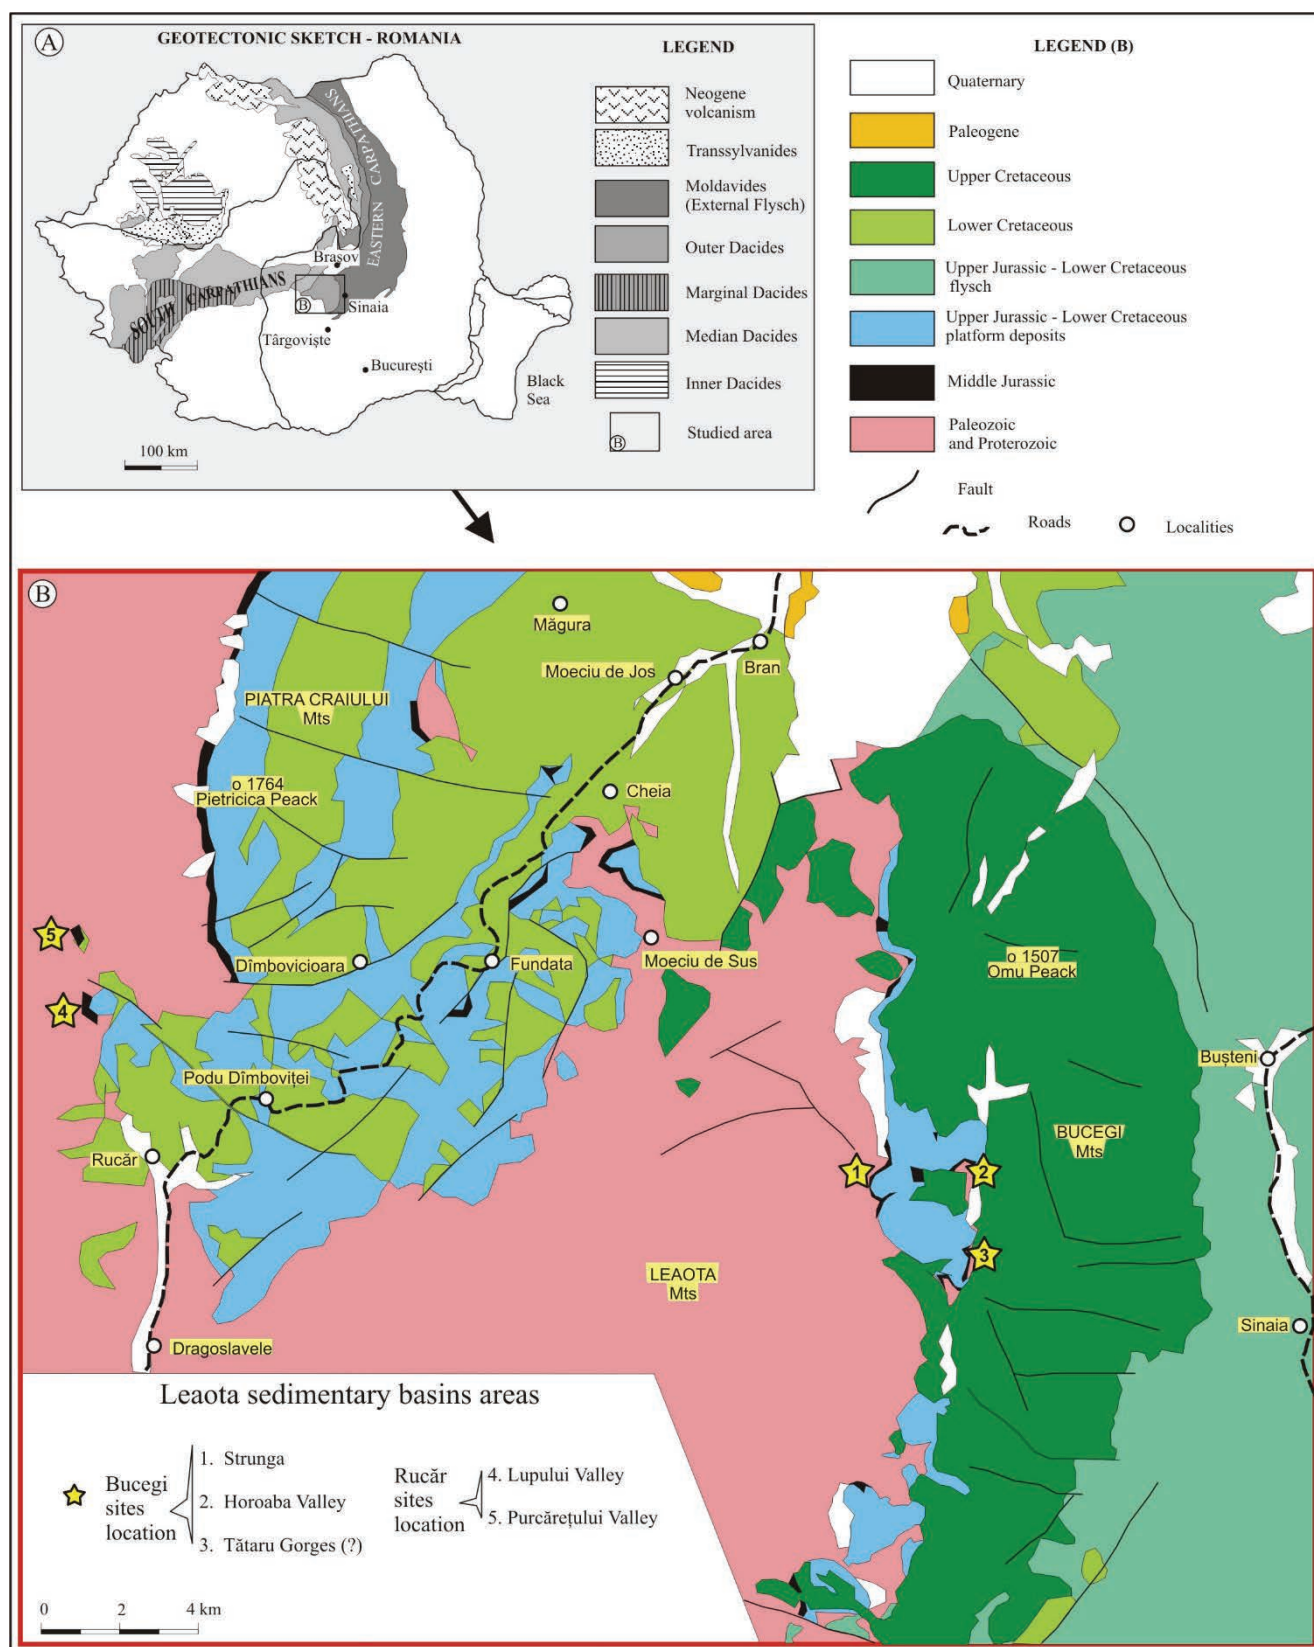 A
GEOTECTONIC SKETCH - ROMANIA
EASTERN CARPATHIANS
SOUTH CARPATHIANS
Braşov
B
Sinaia
Târgovişte
Bucureşti
Black
Sea
100 km
LEGEND
Neogene
volcanism
Transsylvanides
Moldavides
(External Flysch)
Outer Dacides
Marginal Dacides
Median Dacides
Inner Dacides
B
Studied area
LEGEND (B)
Quaternary
Paleogene
Upper Cretaceous
Lower Cretaceous
Upper Jurassic - Lower Cretaceous
flysch
Upper Jurassic - Lower Cretaceous
platform deposits
Middle Jurassic
Paleozoic
and Proterozoic
Fault
Roads
Localities
B
Măgura
Moeciu de Jos
Bran
PIATRA CRAIULUI
Mts
o 1764
Pietricica Peack
Cheia
5
Dîmbovicioara
Fundata
Moeciu de Sus
o 1507
Omu Peack
4
Podu Dîmboviței
Bușteni
BUCEGI
Mts
Rucăr
1
2
3
LEAOTA
Mts
Sinaia
Dragoslavele
Leaota sedimentary basins areas
Bucegi
sites
location
1. Strunga
2. Horoaba Valley
3. Tătaru Gorges (?)
Rucăr
sites
location
4. Lupului Valley
5. Purcărețului Valley
0 2 4 km